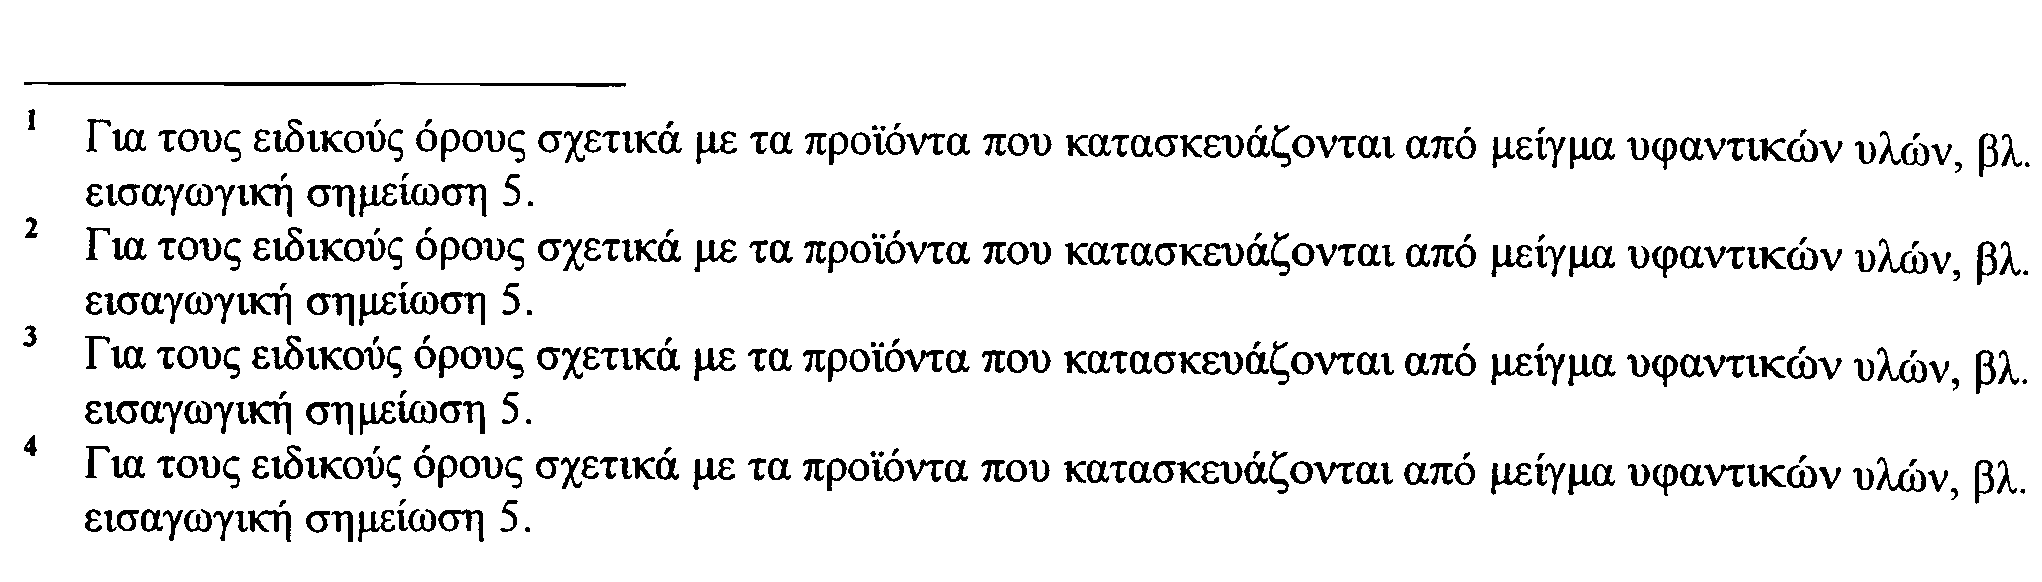 1 Για τους ειδικούς όρους σχετικά με τα προϊόντα που κατασκευάζονται από μείγμα υφαντικών υλών, βλ.
εισαγωγική σημείωση 5.
2 Για τους ειδικούς όρους σχετικά με τα προϊόντα που κατασκευάζονται από μείγμα υφαντικών υλών, βλ.
εισαγωγική σημείωση 5.
3 Για τους ειδικούς όρους σχετικά με τα προϊόντα που κατασκευάζονται από μείγμα υφαντικών υλών, βλ.
εισαγωγική σημείωση 5.
4 Για τους ειδικούς όρους σχετικά με τα προϊόντα που κατασκευάζονται από μείγμα υφαντικών υλών, βλ.
εισαγωγική σημείωση 5.